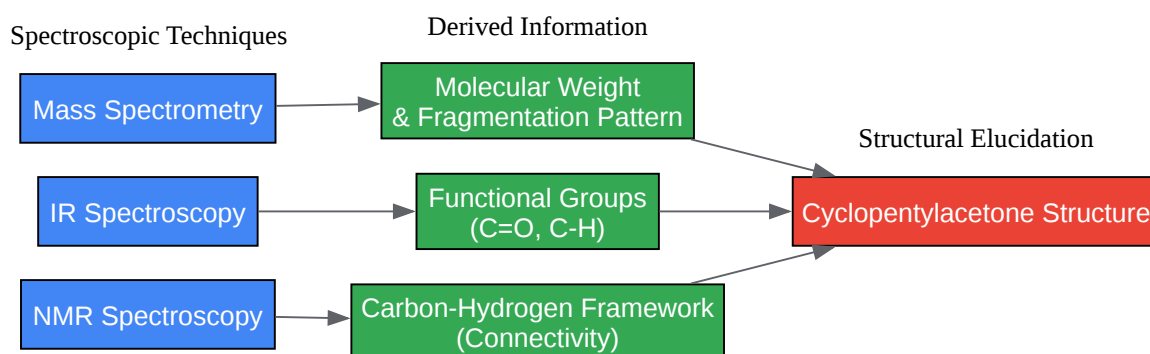 Spectroscopic Techniques
Derived Information
Mass Spectrometry
Molecular Weight
& Fragmentation Pattern
Structural Elucidation
IR Spectroscopy
Functional Groups
(C=O, C-H)
Cyclopentylacetone Structure
NMR Spectroscopy
Carbon-Hydrogen Framework
(Connectivity)